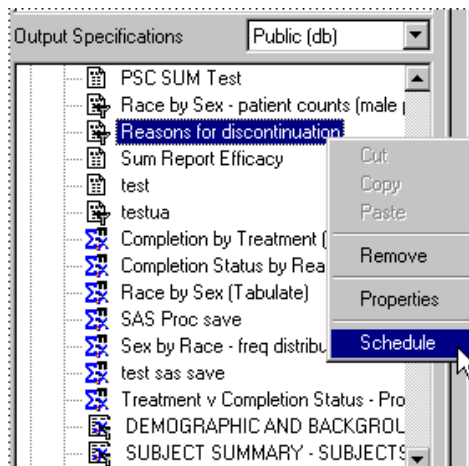 Output Specifications
Public (db)
PSC SUM Test
Race by Sex - patient counts (male
Reasons for discontinuation
Sum Report Efficacy
test
testua
Completion by Treatment (
Completion Status by Rea
Race by Sex (Tabulate)
SAS Proc save
Sex by Race - freq distribu
test sas save
Treatment v Completion Status - Pro
DEMOGRAPHIC AND BACKGROU
SUBJECT SUMMARY - SUBJECTS
Cut
Copy
Paste
Remove
Properties
Schedule